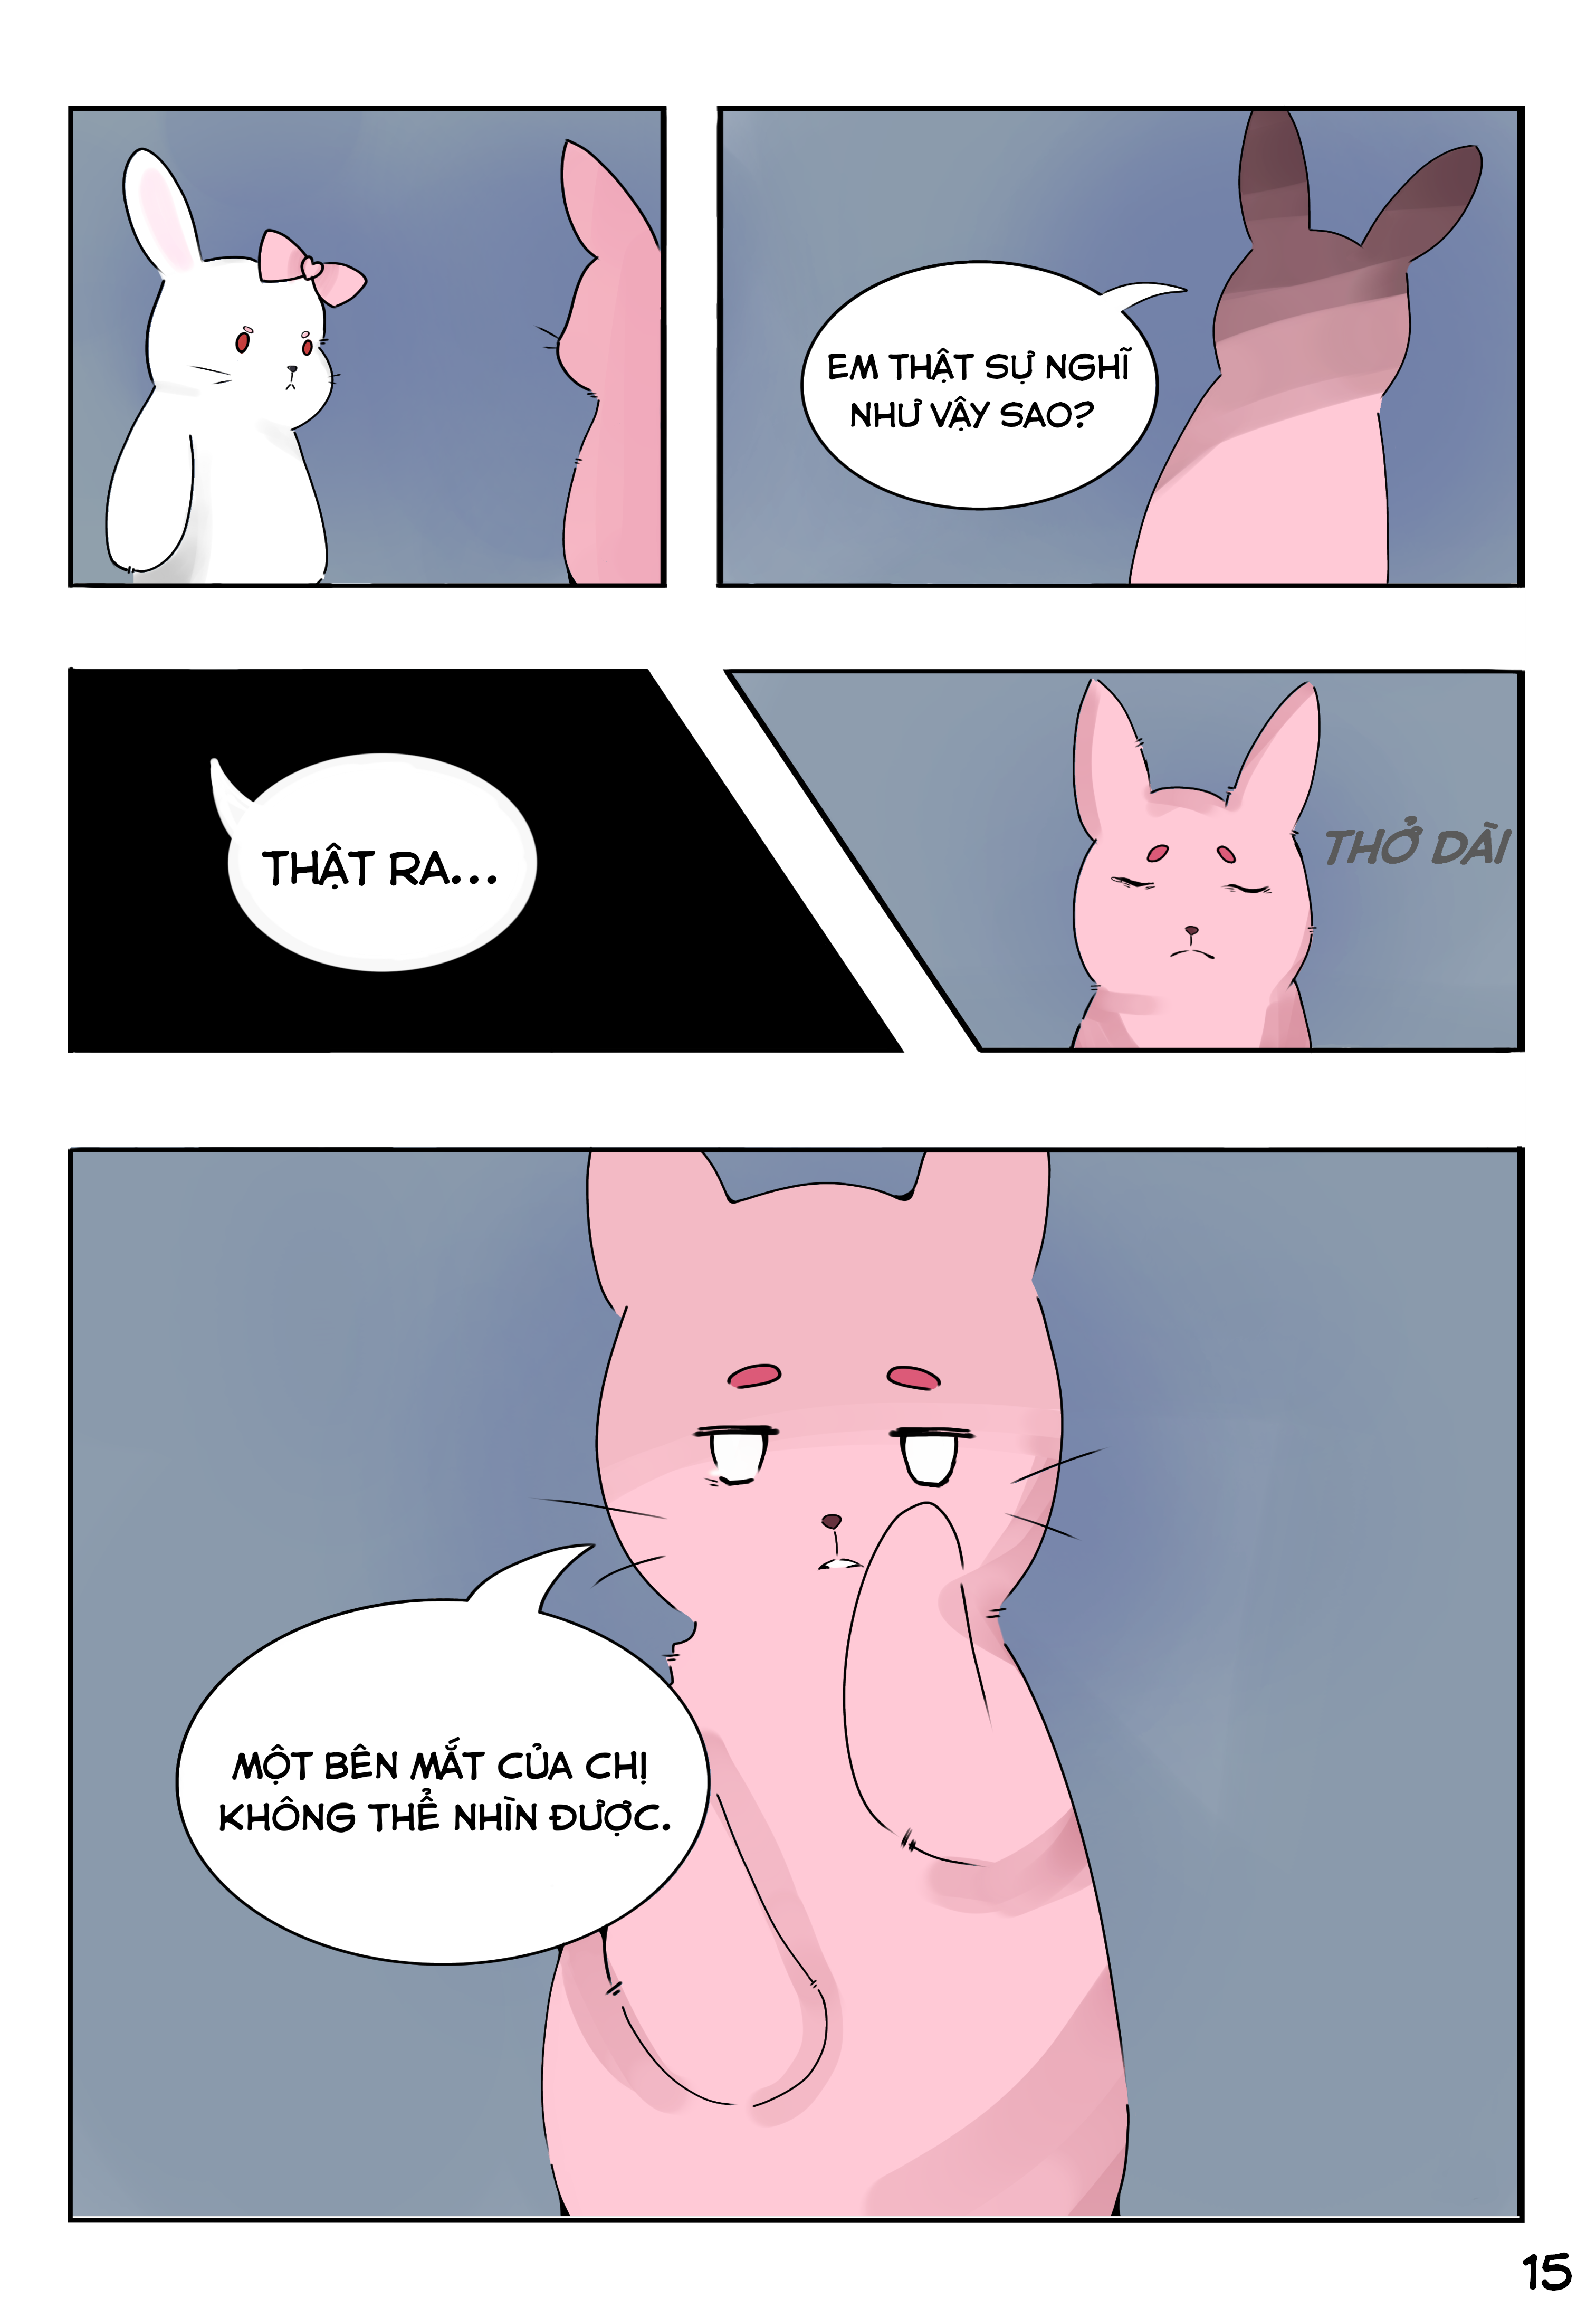 EM THẬT SỰ NGHĨ
NHƯ VẬY SAO?
THẬT RA...
THỞ DÀI
MỘT BÊN MẮT CỦA CHỊ
KHÔNG THỂ NHÌN ĐƯỢC.
15